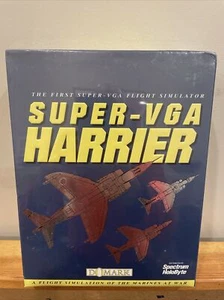 THE FIRST SUPER-VGA FLIGHT SIMULATOR
SUPER-VGA
HARRIER
DOMARK
Spectrum
HoloByte
A FLIGHT SIMULATION OF THE MARINES AT WAR